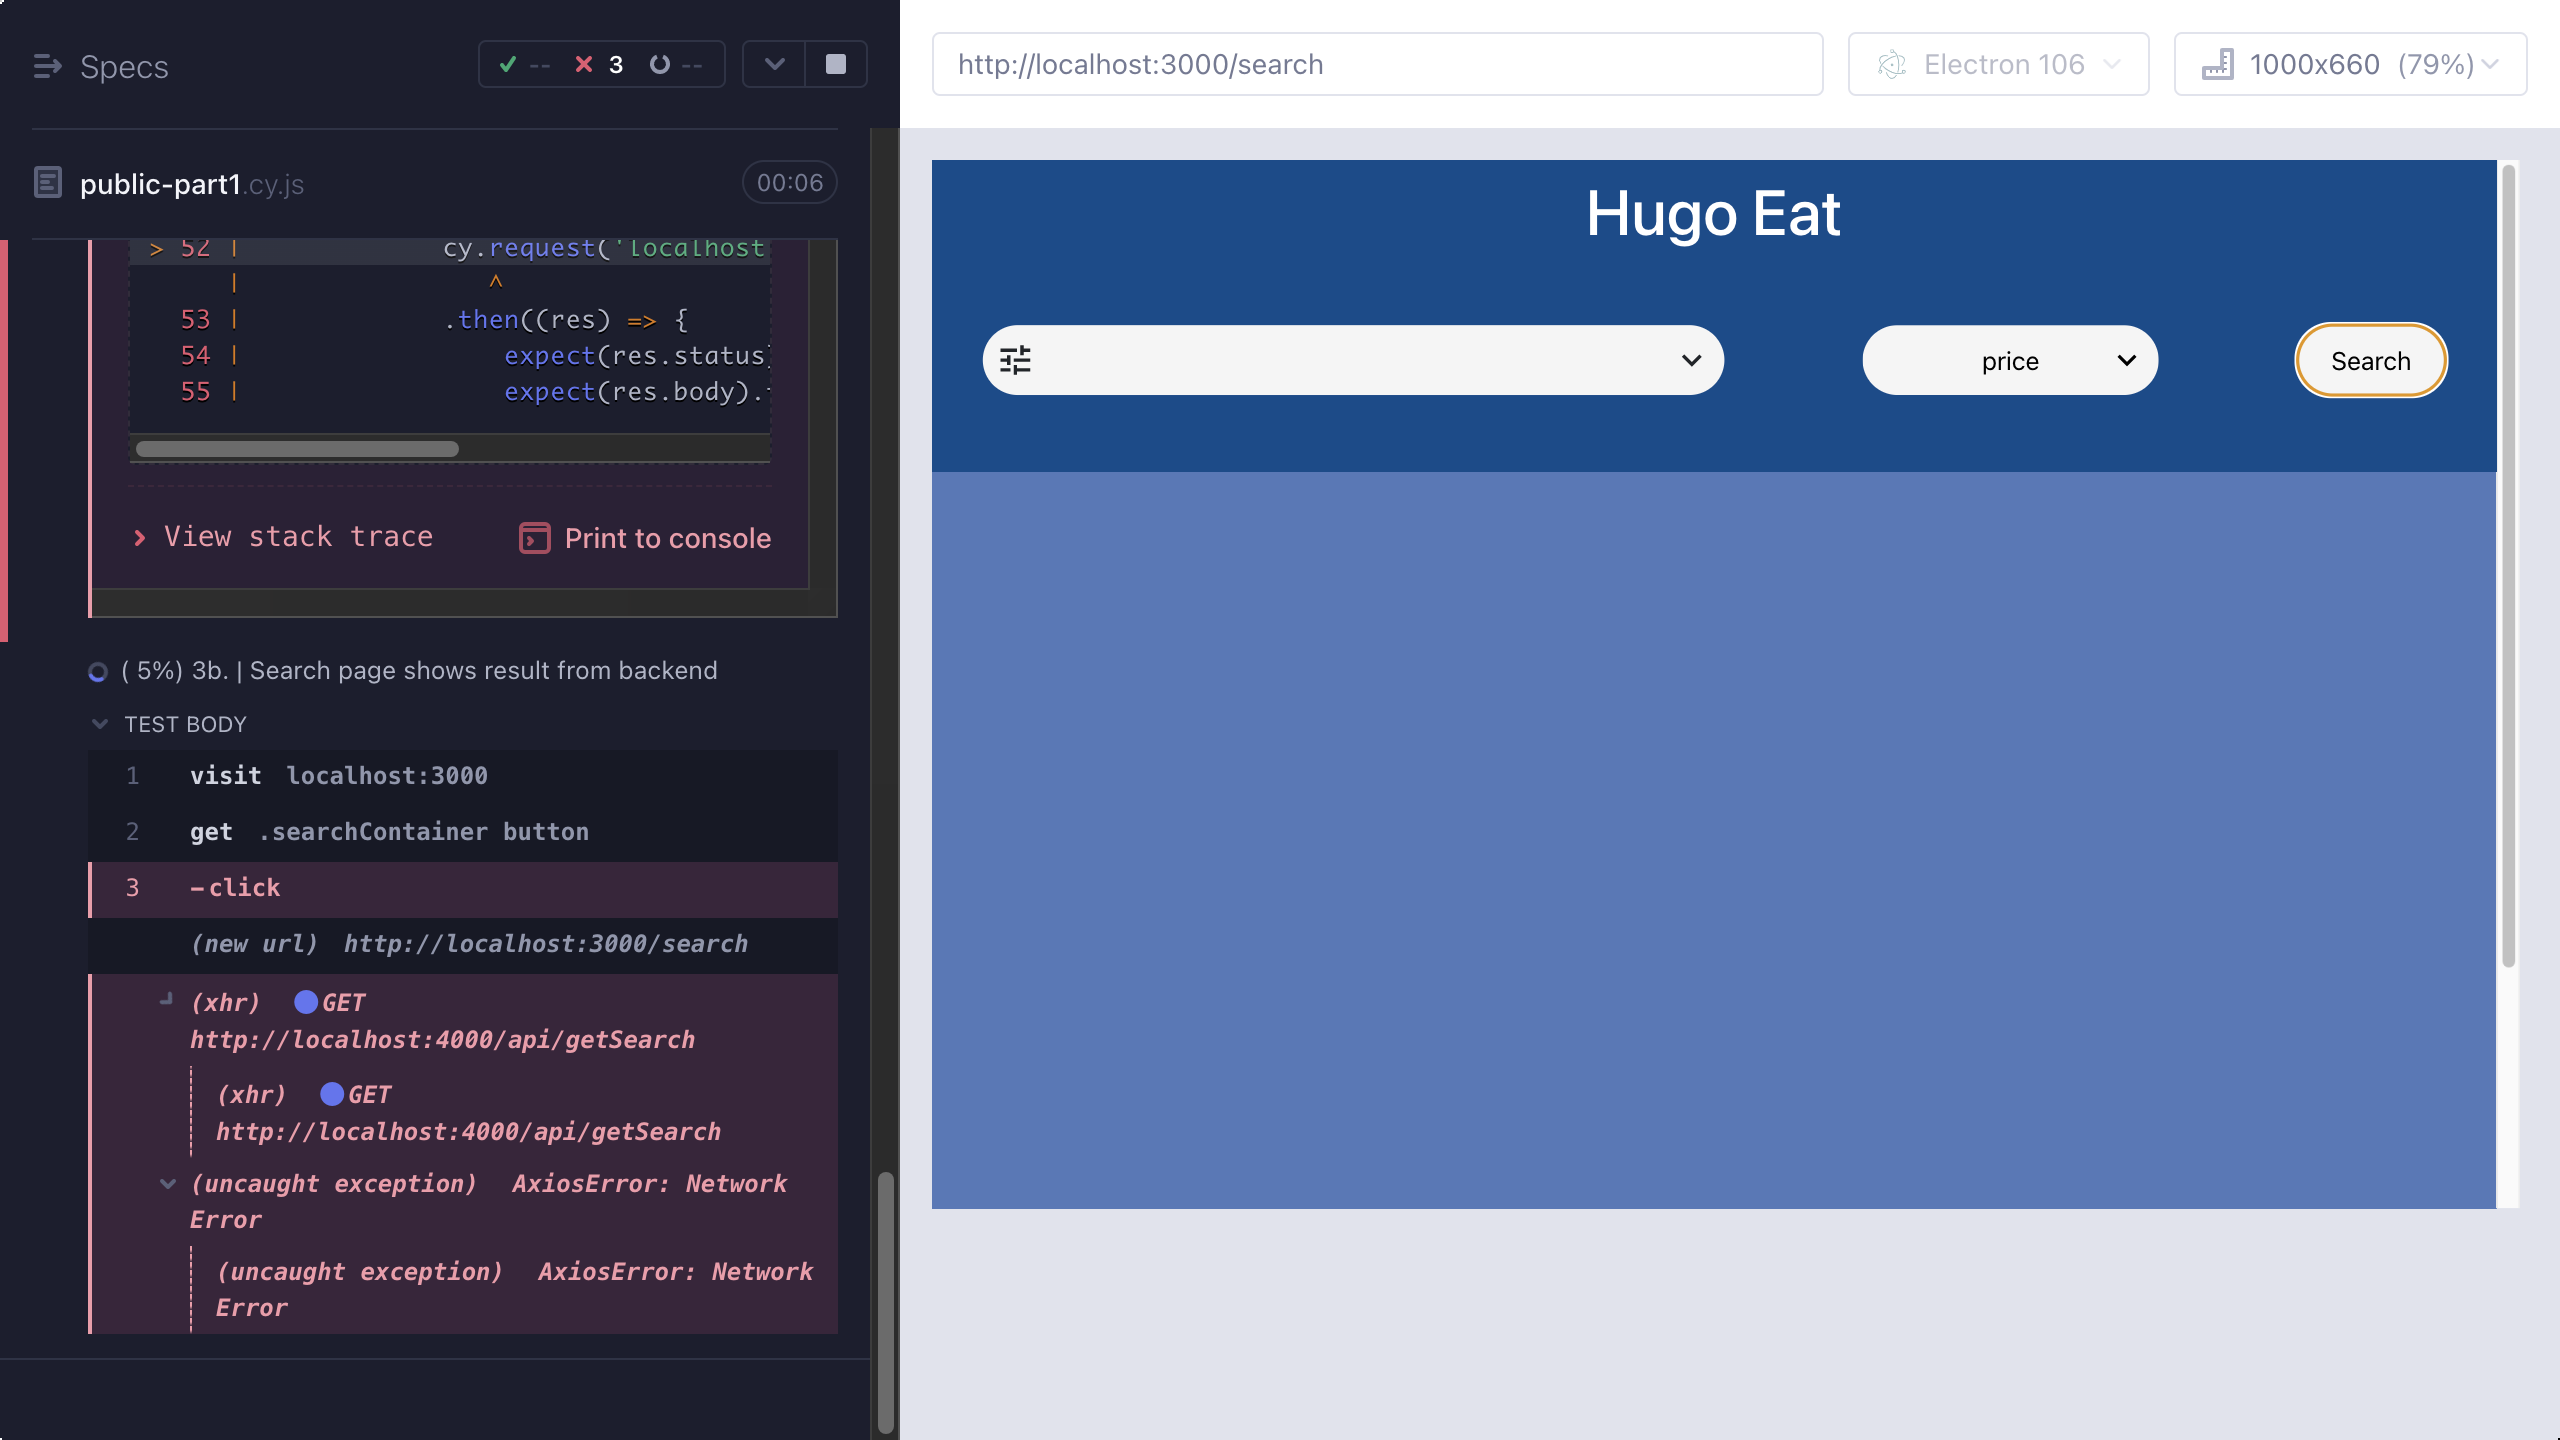 Specs
-- 3 --
public-part1.cy.js 00:06
> 52 | cy.request('localhost
| ^
53 | .then((res) => {
54 | expect(res.status)
55 | expect(res.body).
View stack trace
Print to console
( 5%) 3b. | Search page shows result from backend
TEST BODY
1 visit localhost:3000
2 get .searchContainer button
3 -click
(new url) http://localhost:3000/search
(xhr) GET
http://localhost:4000/api/getSearch
(xhr) GET
http://localhost:4000/api/getSearch
(uncaught exception) AxiosError: Network
Error
(uncaught exception) AxiosError: Network
Error
http://localhost:3000/search
Electron 106
1000x660 (79%)
Hugo Eat
price
Search